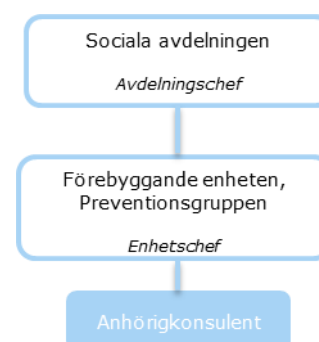 Sociala avdelningen
Avdelningschef
Förebyggande enheten,
Preventionsgruppen
Enhetschef
Anhörigkonsulent